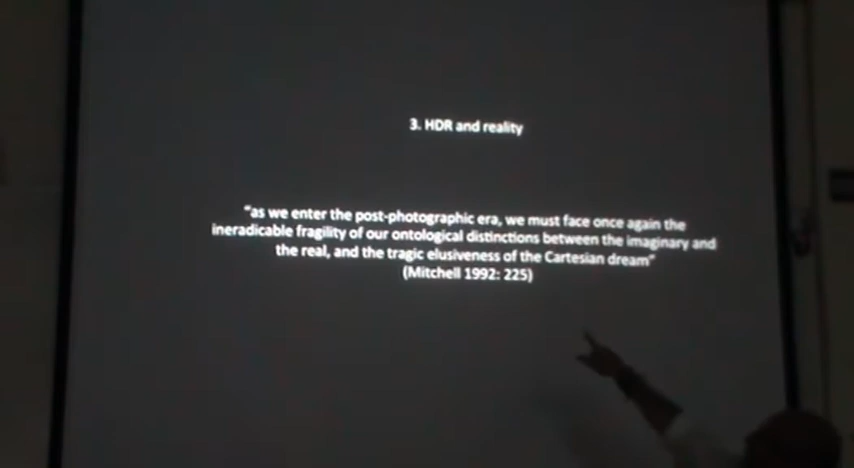 3. HDR and reality
"as we enter the post-photographic era, we must face once again the
ineradicable fragility of our ontological distinctions between the imaginary and
the real, and the tragic elusiveness of the Cartesian dream"
(Mitchell 1992: 225)